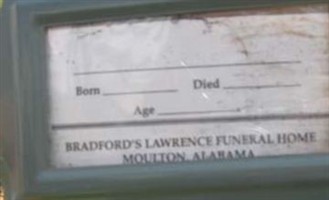 Born Died
Age
BRADFORD'S LAWRENCE FUNERAL HOME
MOULTON, ALABAMA